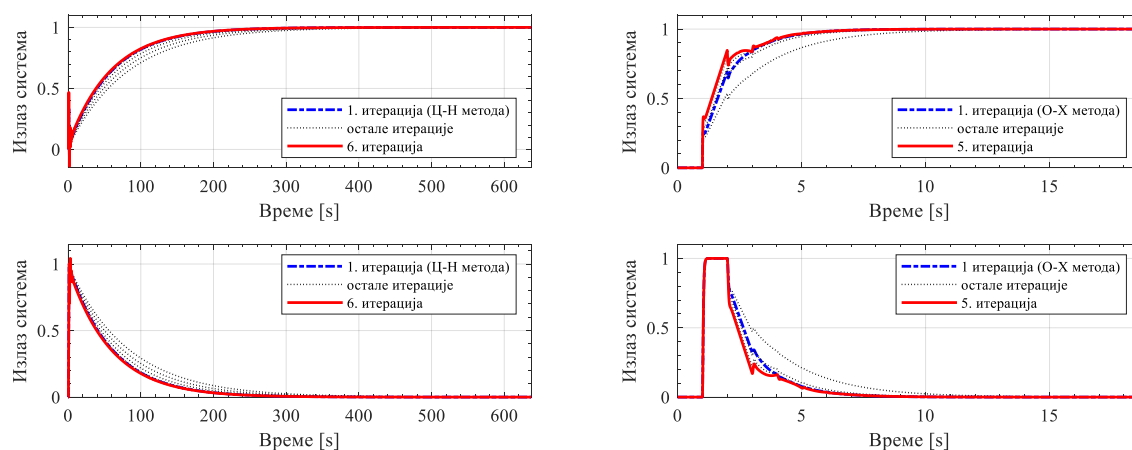 Излаз система
1
0.5
0
1. итерација (Ц-Н метода)
остале итерације
6. итерација
0 100 200 300 400 500 600
Време [s]
Излаз система
1
0.5
0
1. итерација (О-Х метода)
остале итерације
5. итерација
0 5 10 15
Време [s]
Излаз система
1
0.5
0
1. итерација (Ц-Н метода)
остале итерације
6. итерација
0 100 200 300 400 500 600
Време [s]
Излаз система
1
0.5
0
1 итерација (О-Х метода)
остале итерације
5. итерација
0 5 10 15
Време [s]